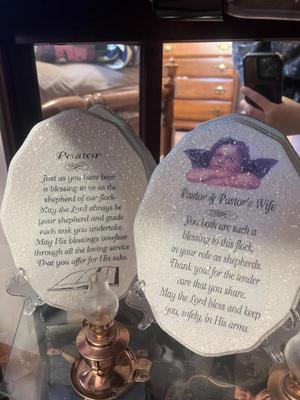 Pastor
Just as you have been
a blessing to us as the
shepherd of our flock
May the Lord always be
your shepherd and guide
each task you undertake.
May His blessings overflow
through all the loving service
That you offer for His sake.
Pastor & Pastor's Wife
You both are such a
blessing to this flock,
in your role as shepherds.
Thank you! for the tender
care that you share.
May the Lord bless and keep
you, safely, in His arms.